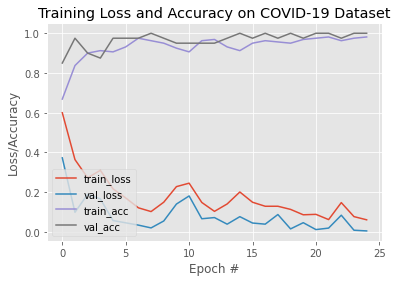 Training Loss and Accuracy on COVID-19 Dataset
Loss/Accuracy
1.0
0.8
0.6
0.4
0.2
0.0
train_loss
val_loss
train_acc
val_acc
0
5
10
15
20
25
Epoch #